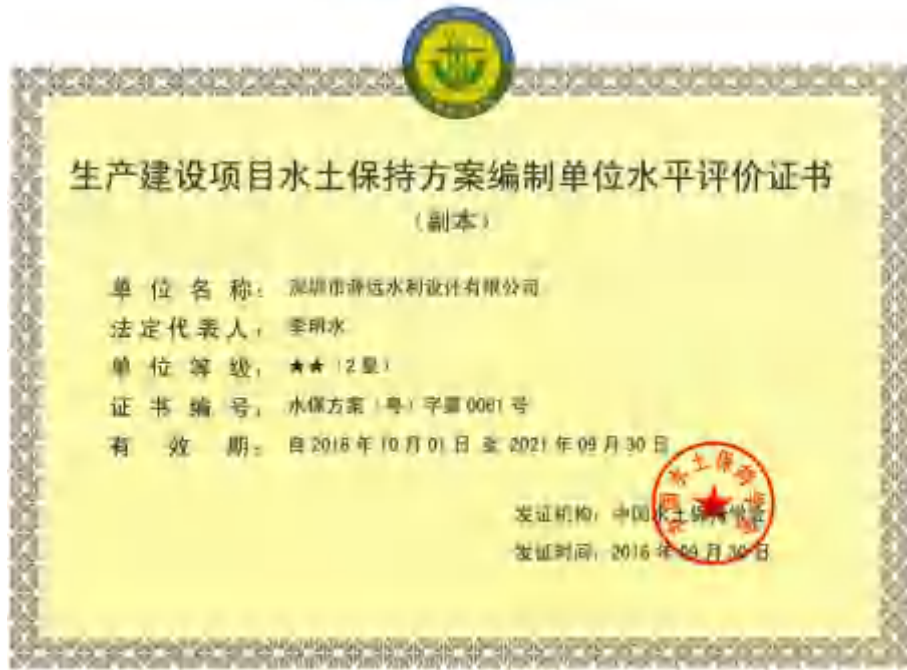 生产建设项目水土保持方案编制单位水平评价证书
(副本)
单位名称: 深圳市 远水利设计有限公司
法定代表人: 李明水
单位等级: ★★(2星)
证书编号: 水保方案(粤)字第0061号
有效期: 自2016年10月01日至2021年09月30日
发证机构: 中国水土保持学会
发证时间: 2016年09月30日